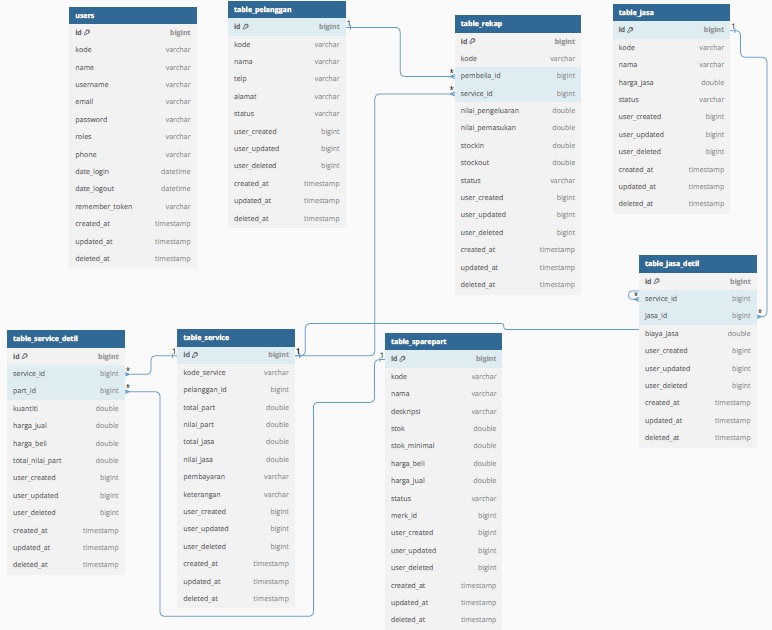 users
id bigint
kode varchar
name varchar
username varchar
email varchar
password varchar
roles varchar
phone varchar
date_login datetime
date_logout datetime
remember_token varchar
created_at timestamp
updated_at timestamp
deleted_at timestamp
table_pelanggan
id bigint
kode varchar
nama varchar
telp varchar
alamat varchar
status varchar
user_created bigint
user_updated bigint
user_deleted bigint
created_at timestamp
updated_at timestamp
deleted_at timestamp
1
*
*
table_rekap
id bigint
kode varchar
pembelia_id bigint
service_id bigint
nilai_pengeluaran double
nilai_pemasukan double
stockin double
stockout double
status varchar
user_created bigint
user_updated bigint
user_deleted bigint
created_at timestamp
updated_at timestamp
deleted_at timestamp
table_jasa
id bigint
kode varchar
nama varchar
harga_jasa double
status varchar
user_created bigint
user_updated bigint
user_deleted bigint
created_at timestamp
updated_at timestamp
deleted_at timestamp
1
table_jasa_detil
id bigint
* service_id bigint
jasa_id bigint *
biaya_jasa double
user_created bigint
user_updated bigint
user_deleted bigint
created_at timestamp
updated_at timestamp
deleted_at timestamp
table_service_detil
id bigint
service_id bigint *
part_id bigint *
kuantiti double
harga_jual double
harga_beli double
total_nilai_part double
user_created bigint
user_updated bigint
user_deleted bigint
created_at timestamp
updated_at timestamp
deleted_at timestamp
table_service
1 id bigint 1
kode_service varchar
pelanggan_id bigint
total_part double
nilai_part double
total_jasa double
nilai_jasa double
pembayaran varchar
keterangan varchar
user_created bigint
user_updated bigint
user_deleted bigint
created_at timestamp
updated_at timestamp
deleted_at timestamp
table_sparepart
1 id bigint
kode varchar
nama varchar
deskripsi varchar
stok double
stok_minimal double
harga_beli double
harga_jual double
status varchar
merk_id bigint
user_created bigint
user_updated bigint
user_deleted bigint
created_at timestamp
updated_at timestamp
deleted_at timestamp